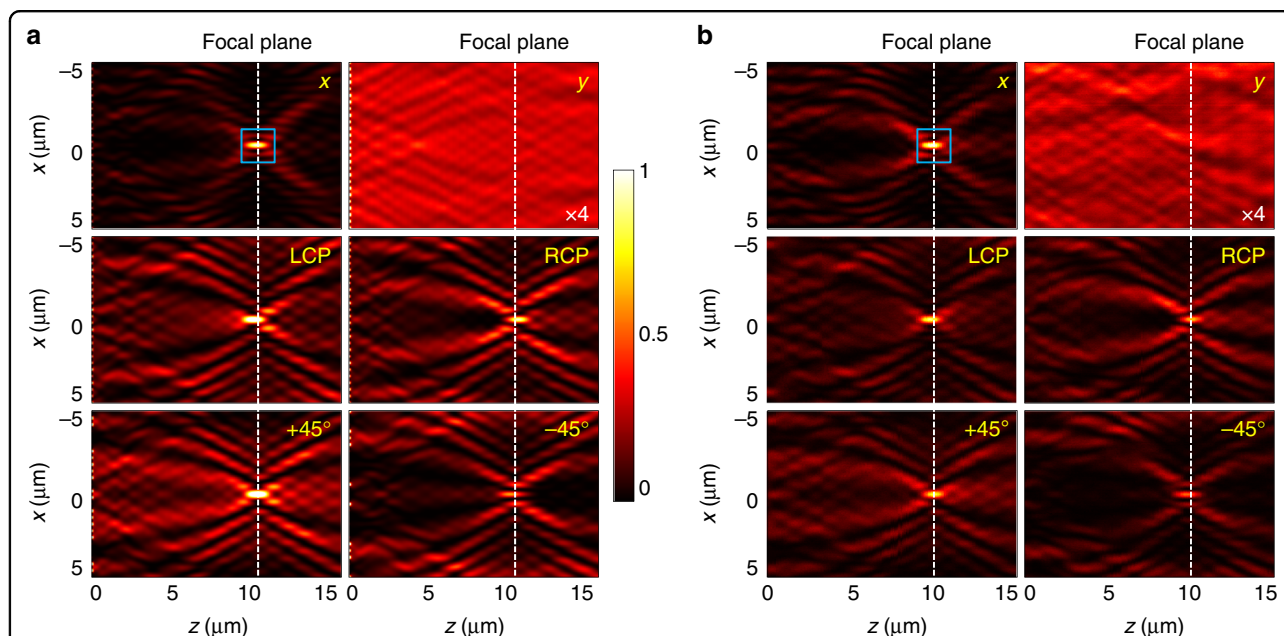 a
Focal plane
Focal plane
x
y
×4
–5
0
5
x (µm)
LCP
RCP
–5
0
5
x (µm)
+45°
–45°
–5
0
5
x (µm)
0
5
10
15
0
5
10
15
z (µm)
z (µm)
1
0.5
0
b
Focal plane
Focal plane
x
y
×4
–5
0
5
x (µm)
LCP
RCP
–5
0
5
x (µm)
+45°
–45°
–5
0
5
x (µm)
0
5
10
15
0
5
10
15
z (µm)
z (µm)